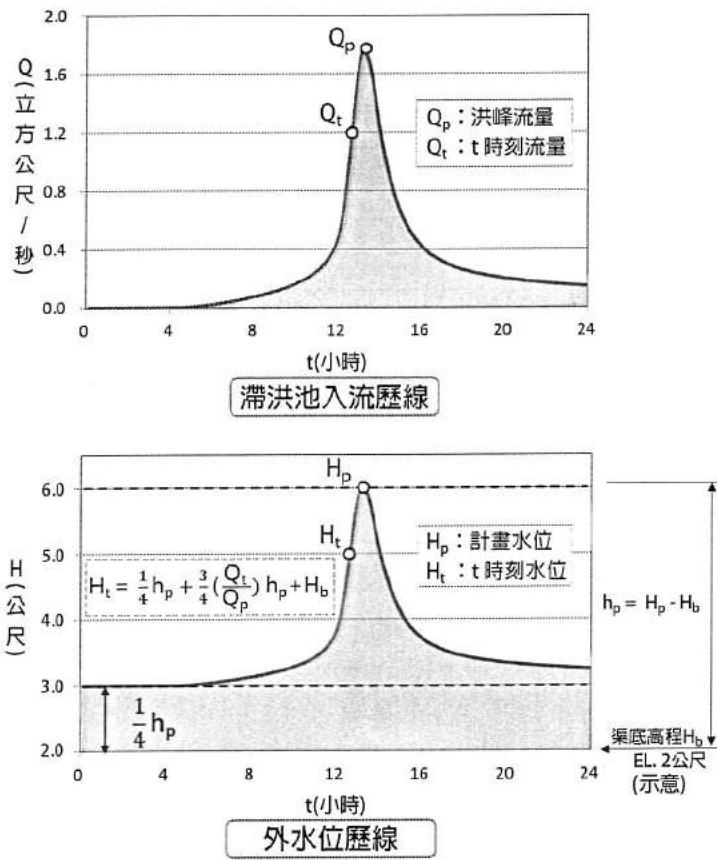 2.0
1.6
1.2
0.8
0.4
0.0
Q(立方公尺/秒)
Qp
Qt
Qp：洪峰流量
Qt：t時刻流量
0 4 8 12 16 20 24
t(小時)
滯洪池入流歷線
6.0
5.0
4.0
3.0
2.0
H(公尺)
Hp
Ht
Hp：計畫水位
Ht：t時刻水位
Ht = 1/4 hp + 3/4 (Qt/Qp) hp + Hb
hp = Hp - Hb
1/4 hp
渠底高程Hb
EL. 2公尺
(示意)
0 4 8 12 16 20 24
t(小時)
外水位歷線